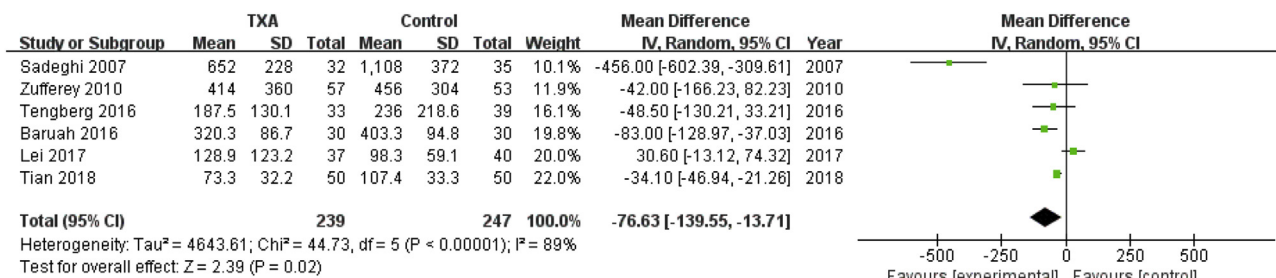 TXA Control Mean Difference Mean Difference
Study or Subgroup Mean SD Total Mean SD Total Weight IV, Random, 95% CI Year IV, Random, 95% CI
Sadeghi 2007 652 228 32 1,108 372 35 10.1% -456.00 [-602.39, -309.61] 2007
Zufferey 2010 414 360 57 456 304 53 11.9% -42.00 [-166.23, 82.23] 2010
Tengberg 2016 187.5 130.1 33 236 218.6 39 16.1% -48.50 [-130.21, 33.21] 2016
Baruah 2016 320.3 86.7 30 403.3 94.8 30 19.8% -83.00 [-128.97, -37.03] 2016
Lei 2017 128.9 123.2 37 98.3 59.1 40 20.0% 30.60 [-13.12, 74.32] 2017
Tian 2018 73.3 32.2 50 107.4 33.3 50 22.0% -34.10 [-46.94, -21.26] 2018
Total (95% CI) 239 247 100.0% -76.63 [-139.55, -13.71]
Heterogeneity: Tau² = 4643.61; Chi² = 44.73, df = 5 (P < 0.00001); I² = 89%
Test for overall effect: Z = 2.39 (P = 0.02)
-500 -250 0 250 500
Favours [experimental] Favours [control]